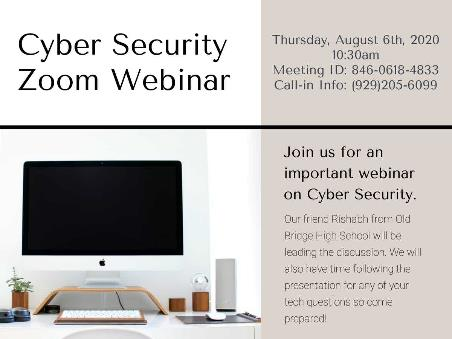 Cyber Security
Zoom Webinar
Thursday, August 6th, 2020
10:30am
Meeting ID: 846-0618-4833
Call-in Info: (929)205-6099
Join us for an
important webinar
on Cyber Security.
Our friend Rishabh from Old
Bridge High School will be
leading the discussion. We will
also have time following the
presentation for any of your
tech questions so come
prepared!